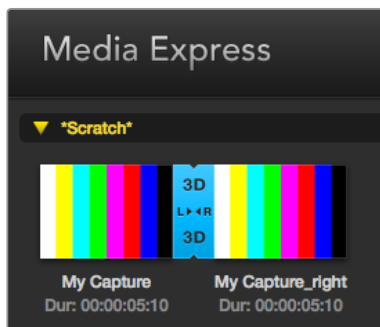 Media Express
*Scratch*
3D
L▸◂R
3D
My Capture My Capture_right
Dur: 00:00:05:10 Dur: 00:00:05:10